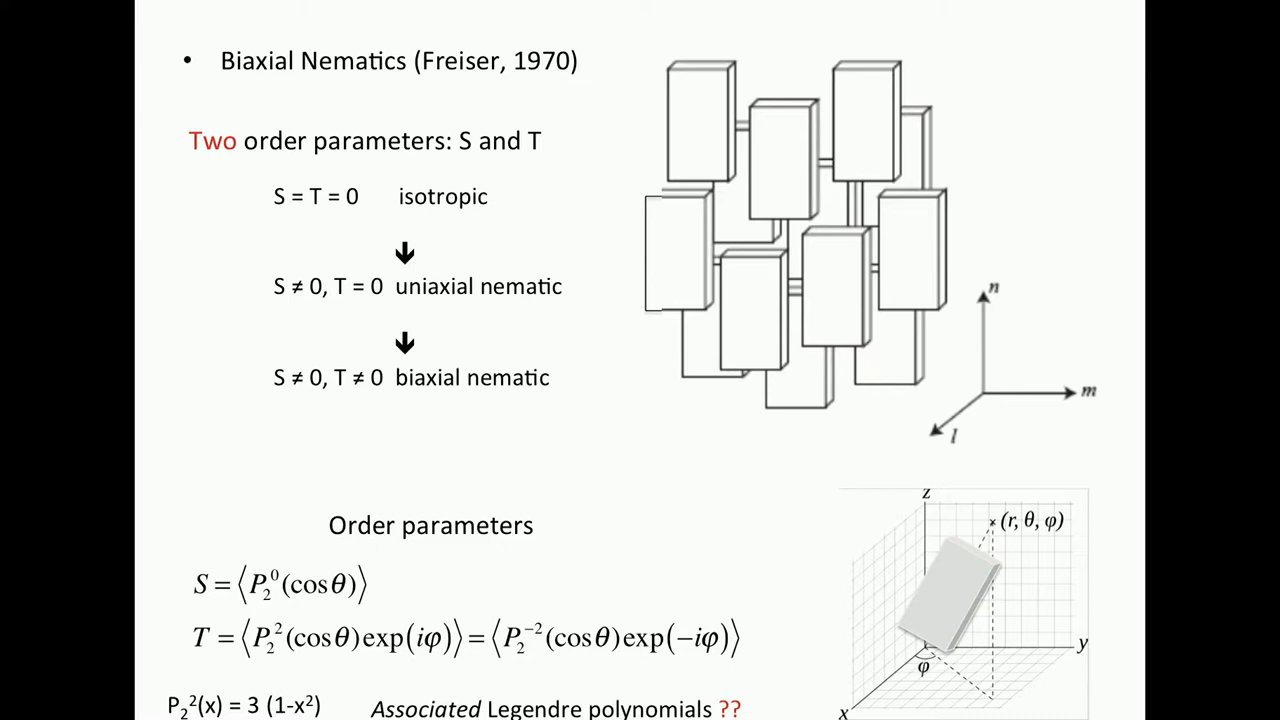 • Biaxial Nematics (Freiser, 1970)
Two order parameters: S and T
S = T = 0 isotropic
🡫
S ≠ 0, T = 0 uniaxial nematic
🡫
S ≠ 0, T ≠ 0 biaxial nematic
n
m
l
Order parameters
S = ⟨P₂⁰(cosθ)⟩
T = ⟨P₂²(cosθ)exp(iφ)⟩ = ⟨P₂⁻²(cosθ)exp(−iφ)⟩
P₂²(x) = 3 (1-x²)
Associated Legendre polynomials ??
z
(r, θ, φ)
y
φ
x